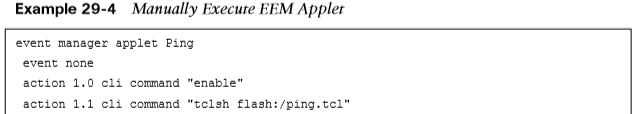 Example 29-4 Manually Execute EEM Applet
event manager applet Ping
event none
action 1.0 cli command "enable"
action 1.1 cli command "tclsh flash:/ping.tcl"